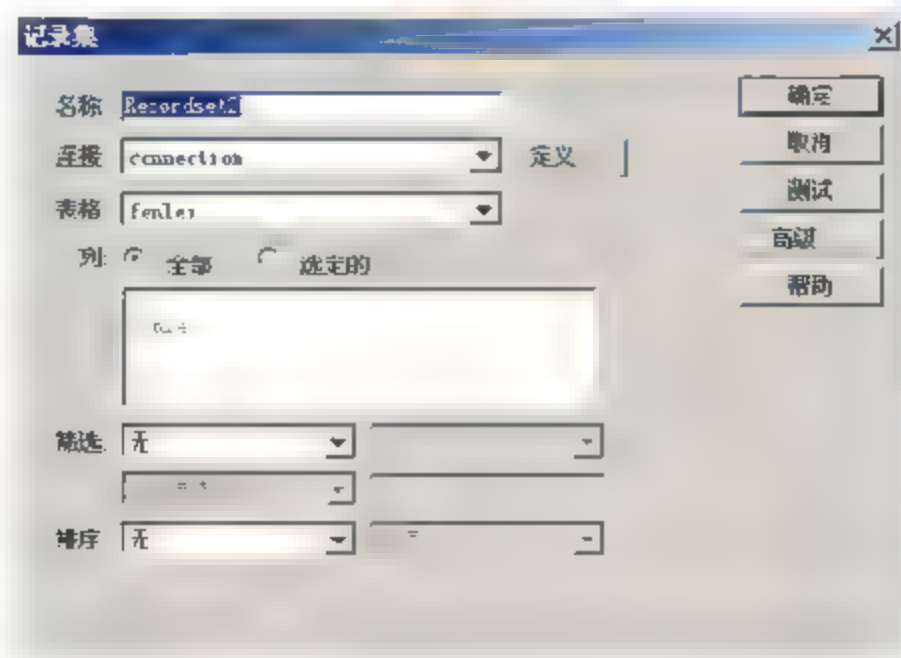 记录集
名称 确定
连接 connection 定义 取消
表格 fenlei 测试
列: 全部 选定的 高级
帮助
筛选: 无
排序 无